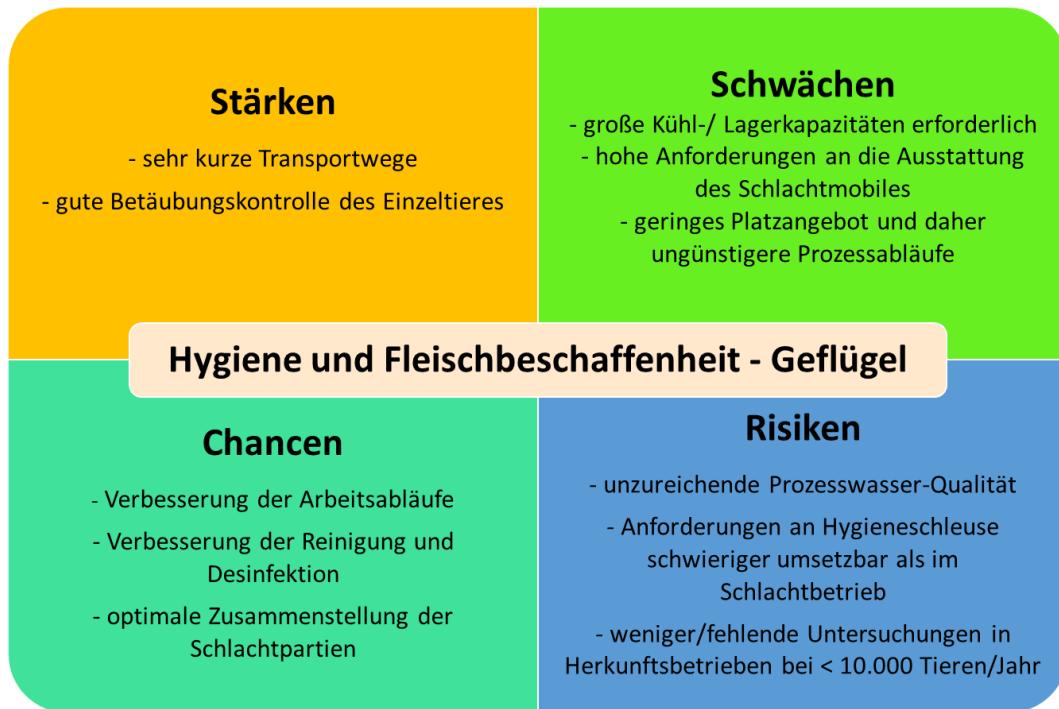 Stärken
- sehr kurze Transportwege
- gute Betäubungskontrolle des Einzeltieres
Schwächen
- große Kühl-/ Lagerkapazitäten erforderlich
- hohe Anforderungen an die Ausstattung
des Schlachtmobiles
- geringes Platzangebot und daher
ungünstigere Prozessabläufe
Hygiene und Fleischbeschaffenheit - Geflügel
Chancen
- Verbesserung der Arbeitsabläufe
- Verbesserung der Reinigung und
Desinfektion
- optimale Zusammenstellung der
Schlachtpartien
Risiken
- unzureichende Prozesswasser-Qualität
- Anforderungen an Hygieneschleuse
schwieriger umsetzbar als im
Schlachtbetrieb
- weniger/fehlende Untersuchungen in
Herkunftsbetrieben bei < 10.000 Tieren/Jahr